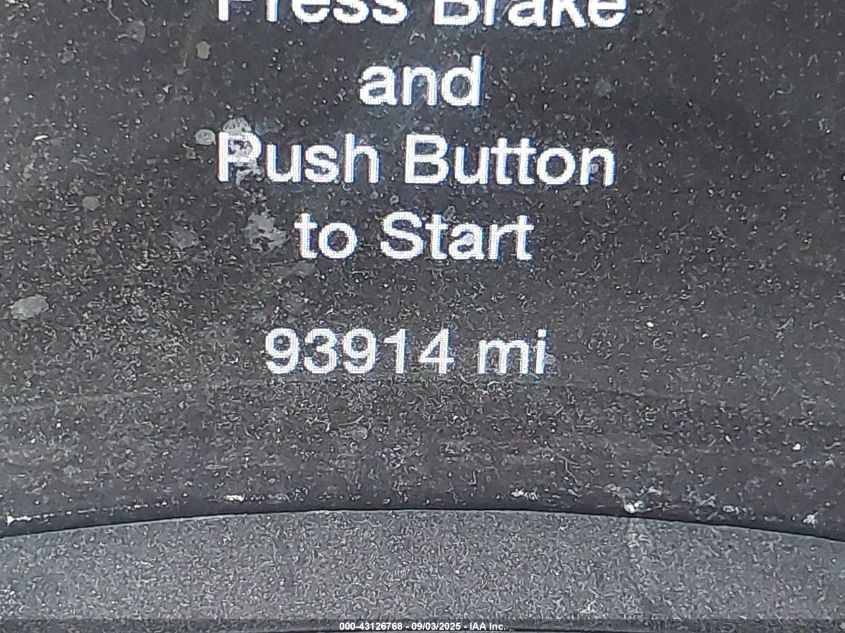 Press Brake
and
Push Button
to Start
93914 mi
000-43126768 - 09/03/2025 - IAA Inc.